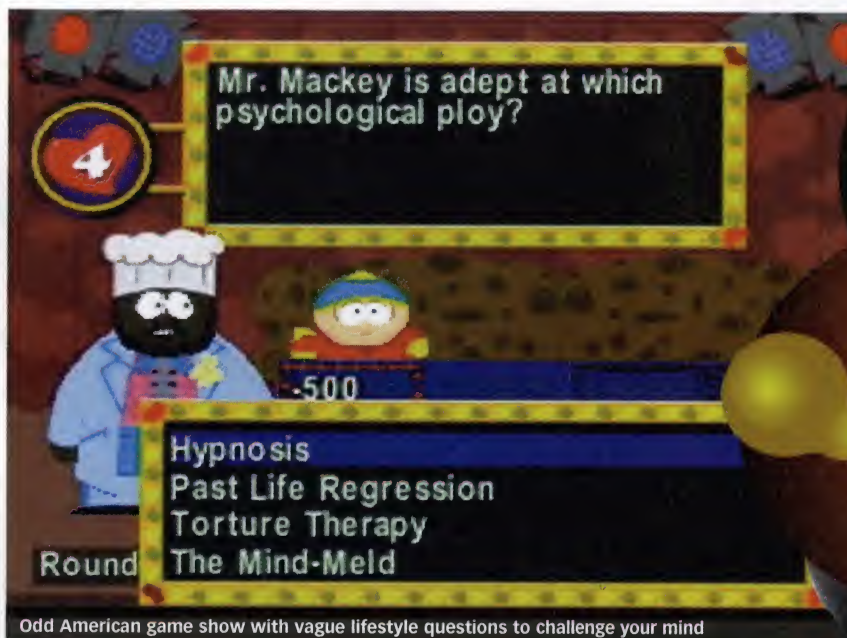 Mr. Mackey is adept at which
psychological ploy?
4
-500
Hypnosis
Past Life Regression
Torture Therapy
The Mind-Meld
Round
Odd American game show with vague lifestyle questions to challenge your mind